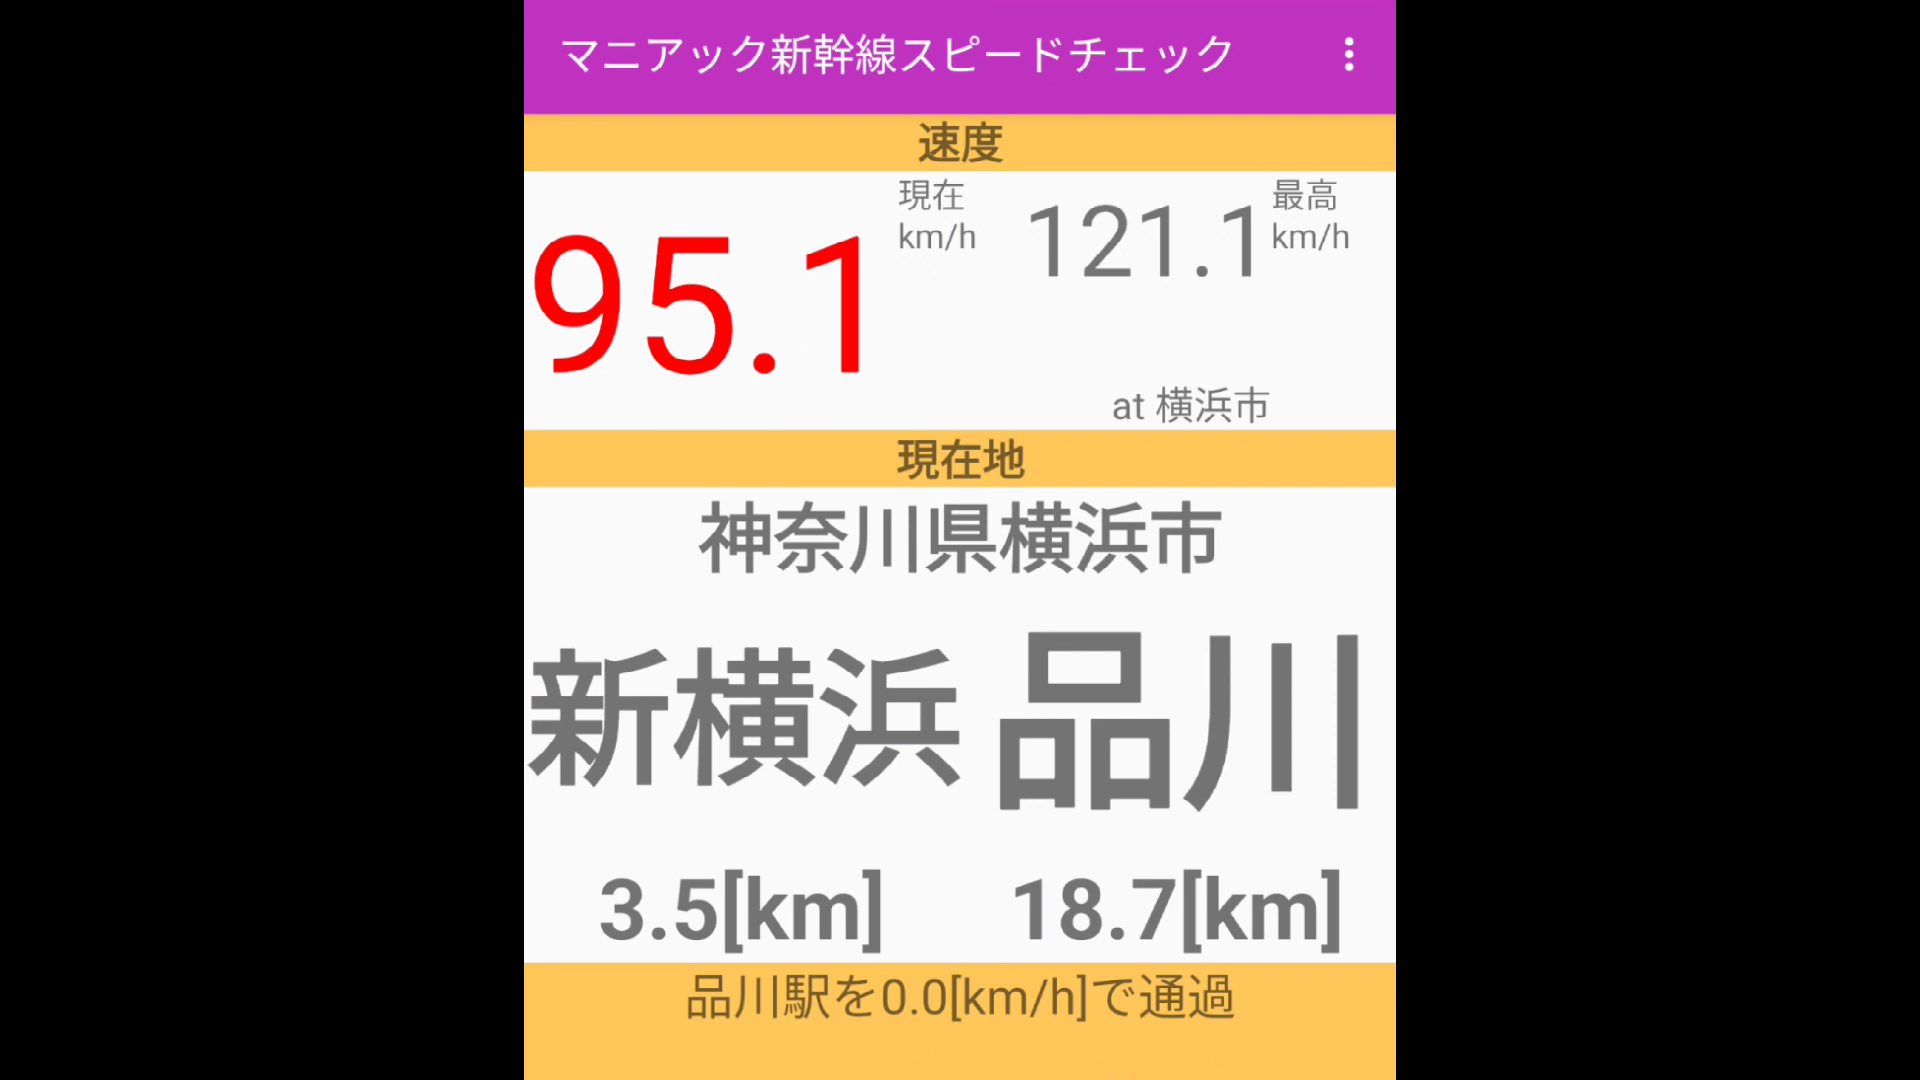 マニアック新幹線スピードチェック
速度
95.1 現在 km/h 121.1 最高 km/h
at 横浜市
現在地
神奈川県横浜市
新横浜 品川
3.5[km] 18.7[km]
品川駅を0.0[km/h]で通過